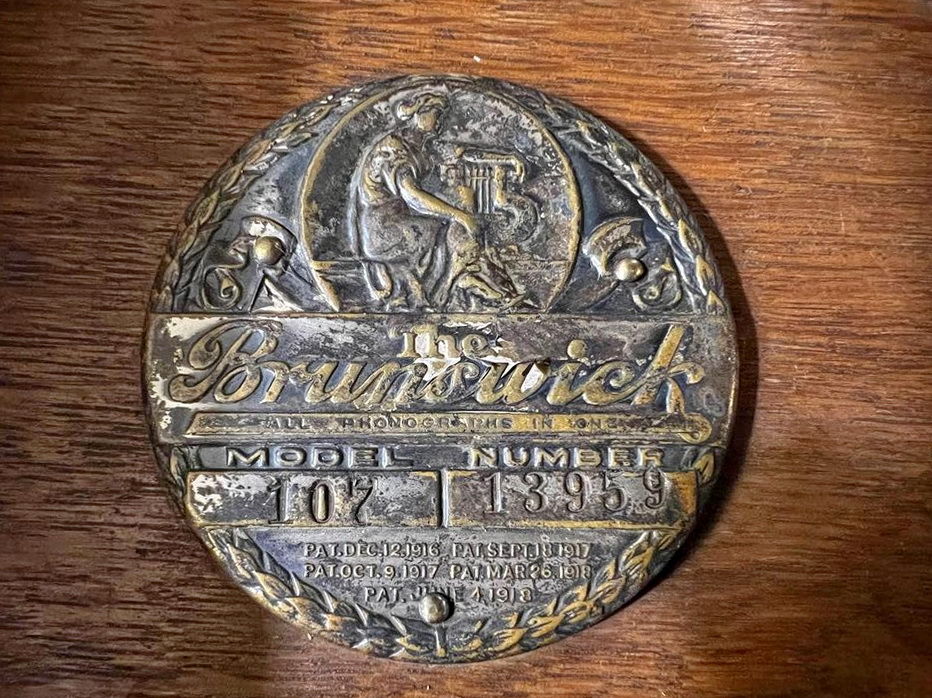 The
Brunswick
ALL PHONOGRAPHS IN ONE
MODEL NUMBER
107 13959
PAT. DEC. 12. 1916 PAT. SEPT. 18 1917
PAT. OCT. 9. 1917 PAT. MAR 26. 1918
PAT. JUNE 4. 1918